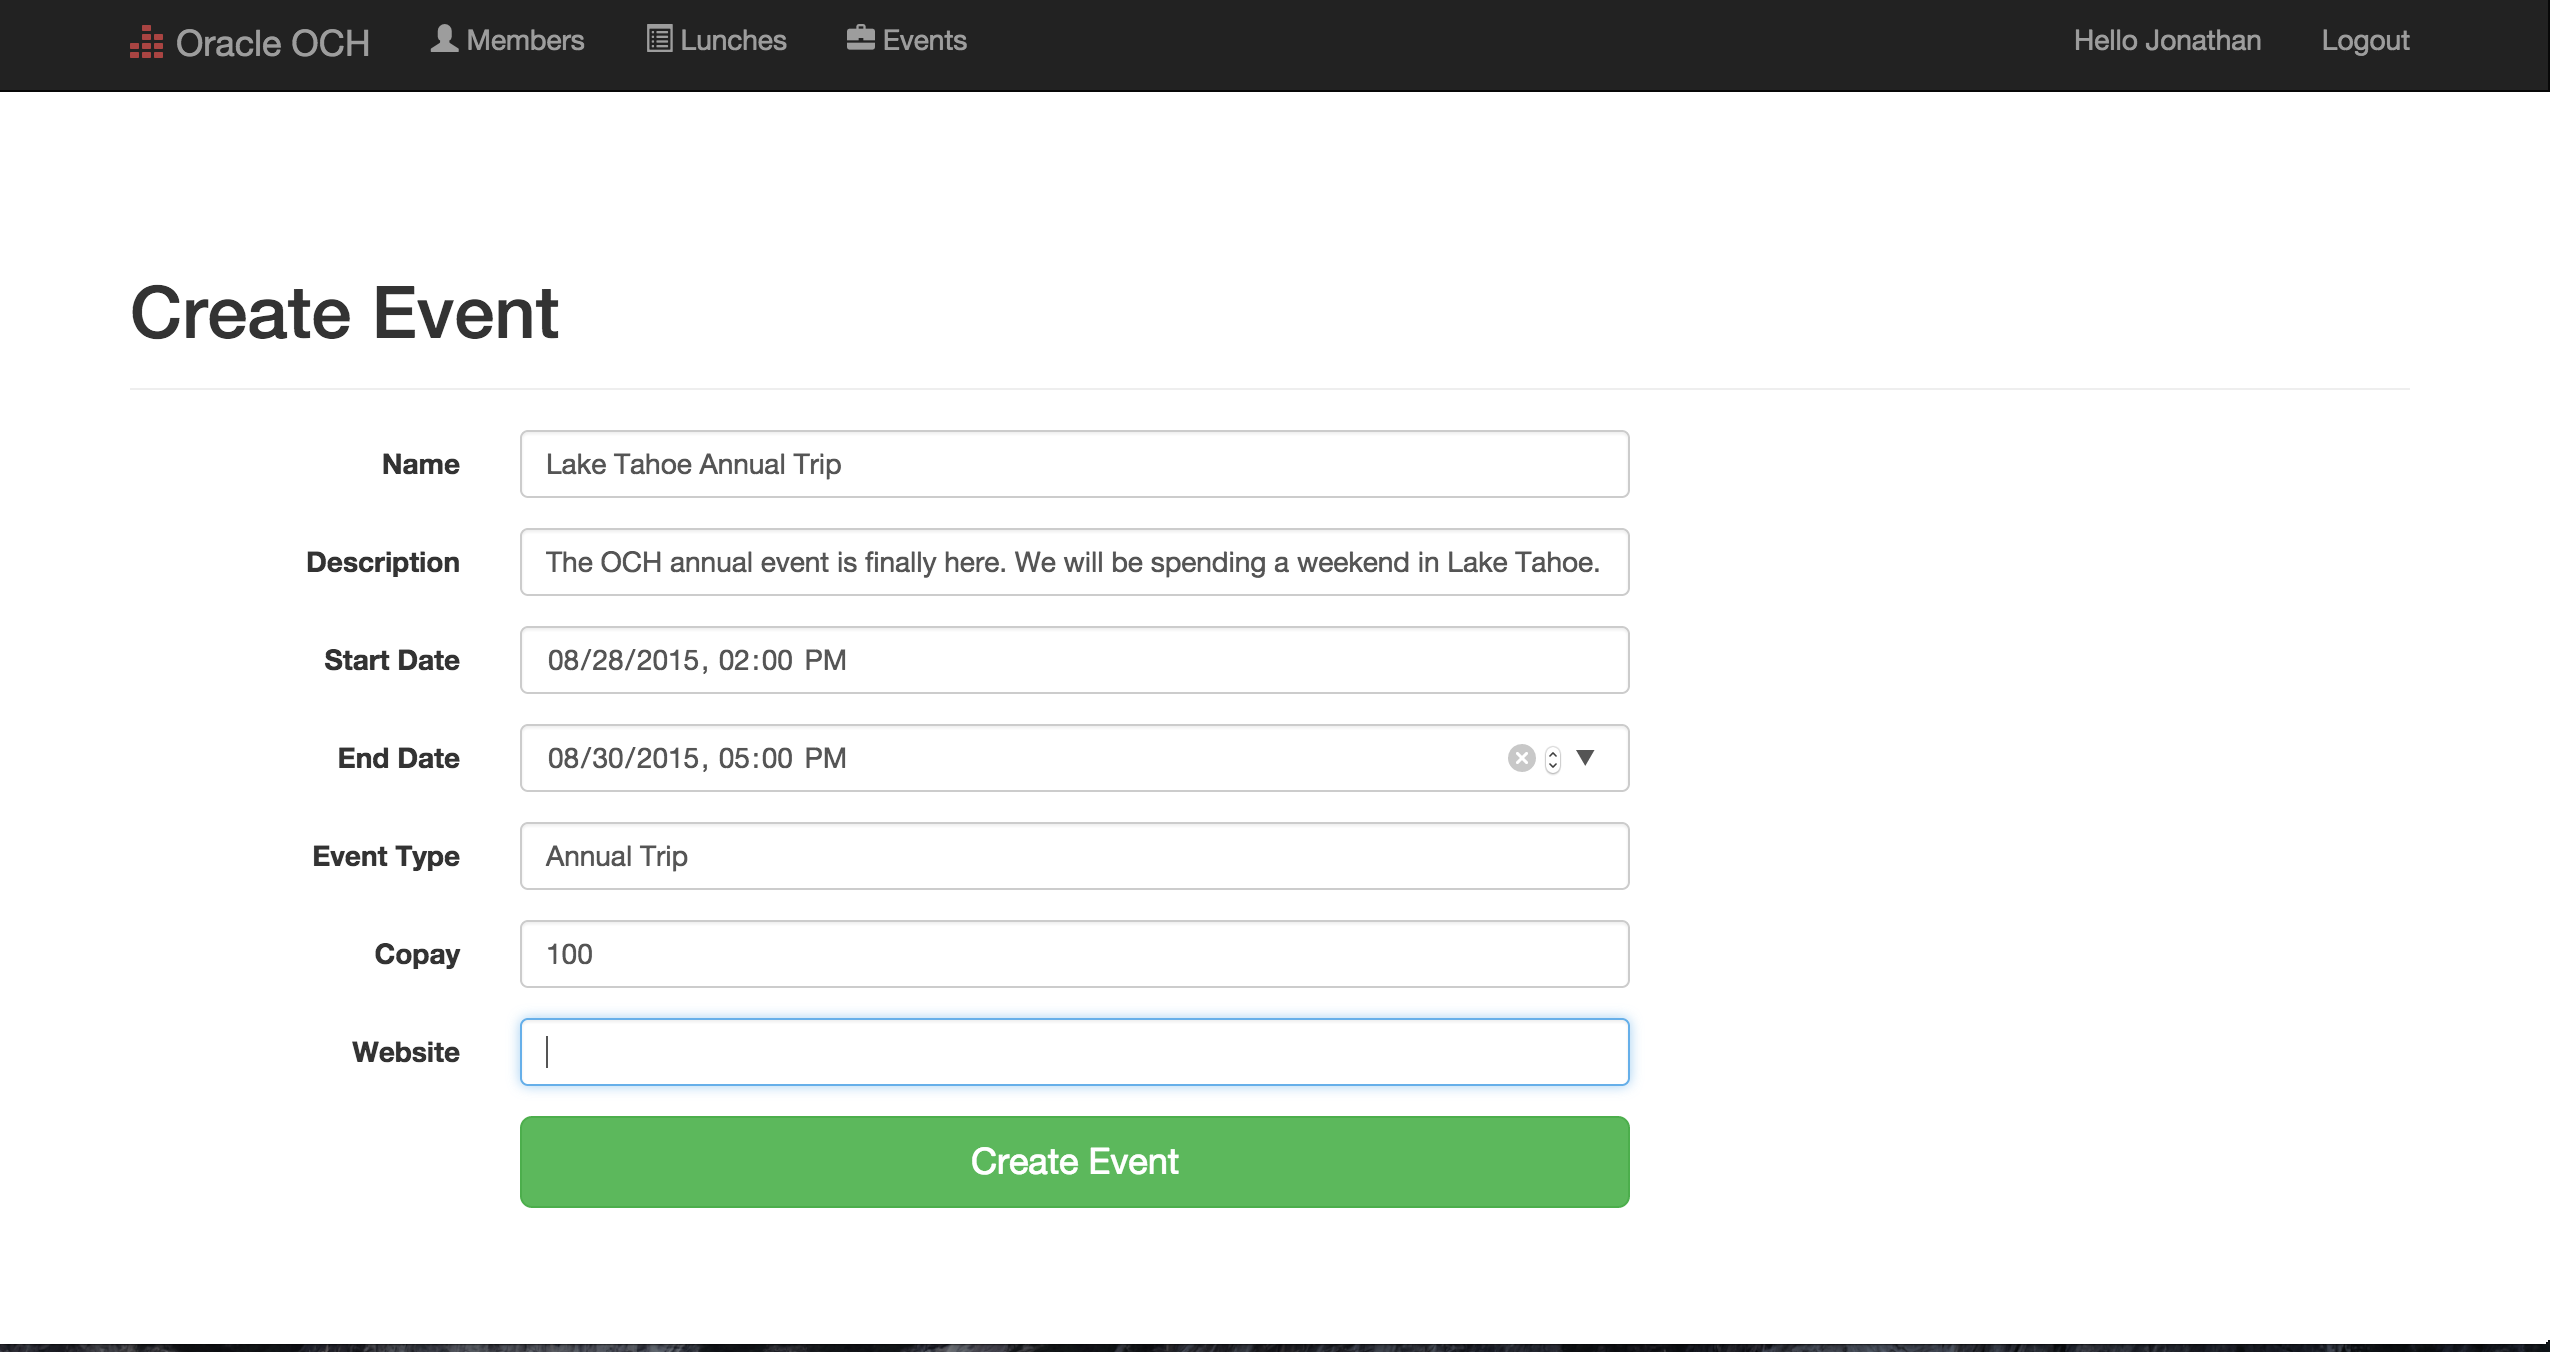 Oracle OCH Members Lunches Events Hello Jonathan Logout
Create Event
Name Lake Tahoe Annual Trip
Description The OCH annual event is finally here. We will be spending a weekend in Lake Tahoe.
Start Date 08/28/2015, 02:00 PM
End Date 08/30/2015, 05:00 PM
Event Type Annual Trip
Copay 100
Website
Create Event